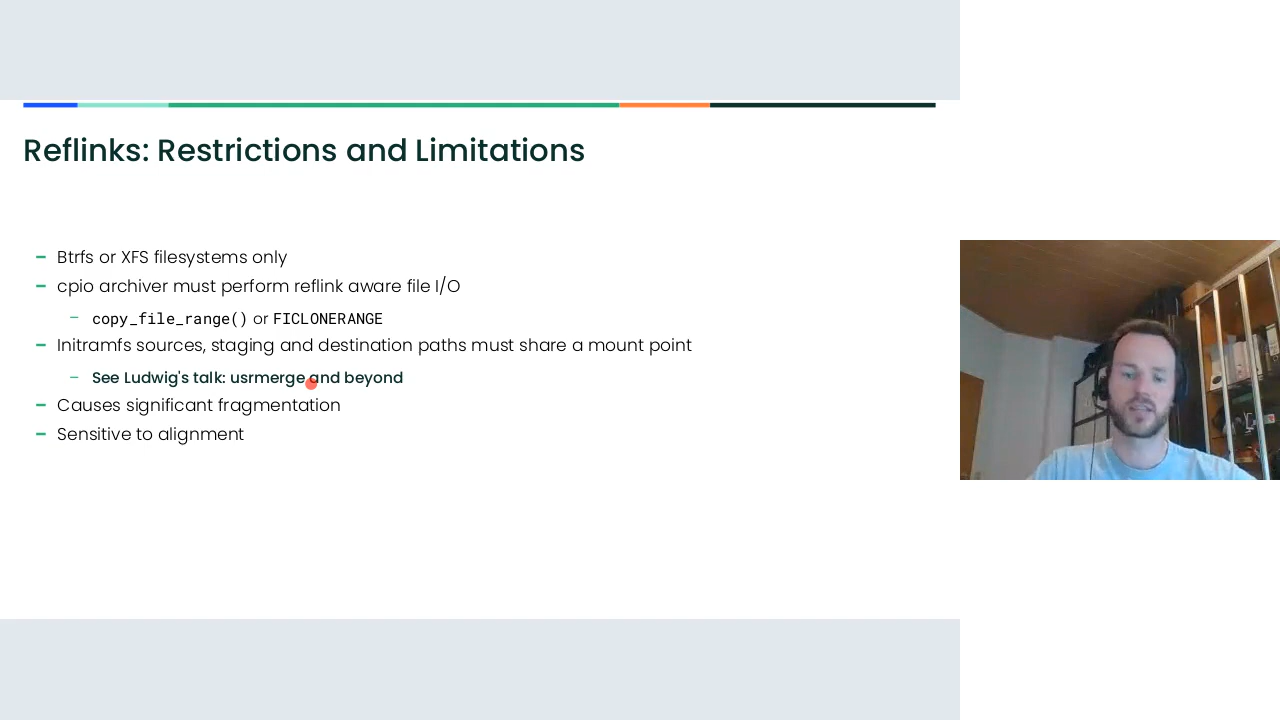 Reflinks: Restrictions and Limitations
– Btrfs or XFS filesystems only
– cpio archiver must perform reflink aware file I/O
– copy_file_range() or FICLONERANGE
– Initramfs sources, staging and destination paths must share a mount point
– See Ludwig's talk: usrmerge and beyond
– Causes significant fragmentation
– Sensitive to alignment